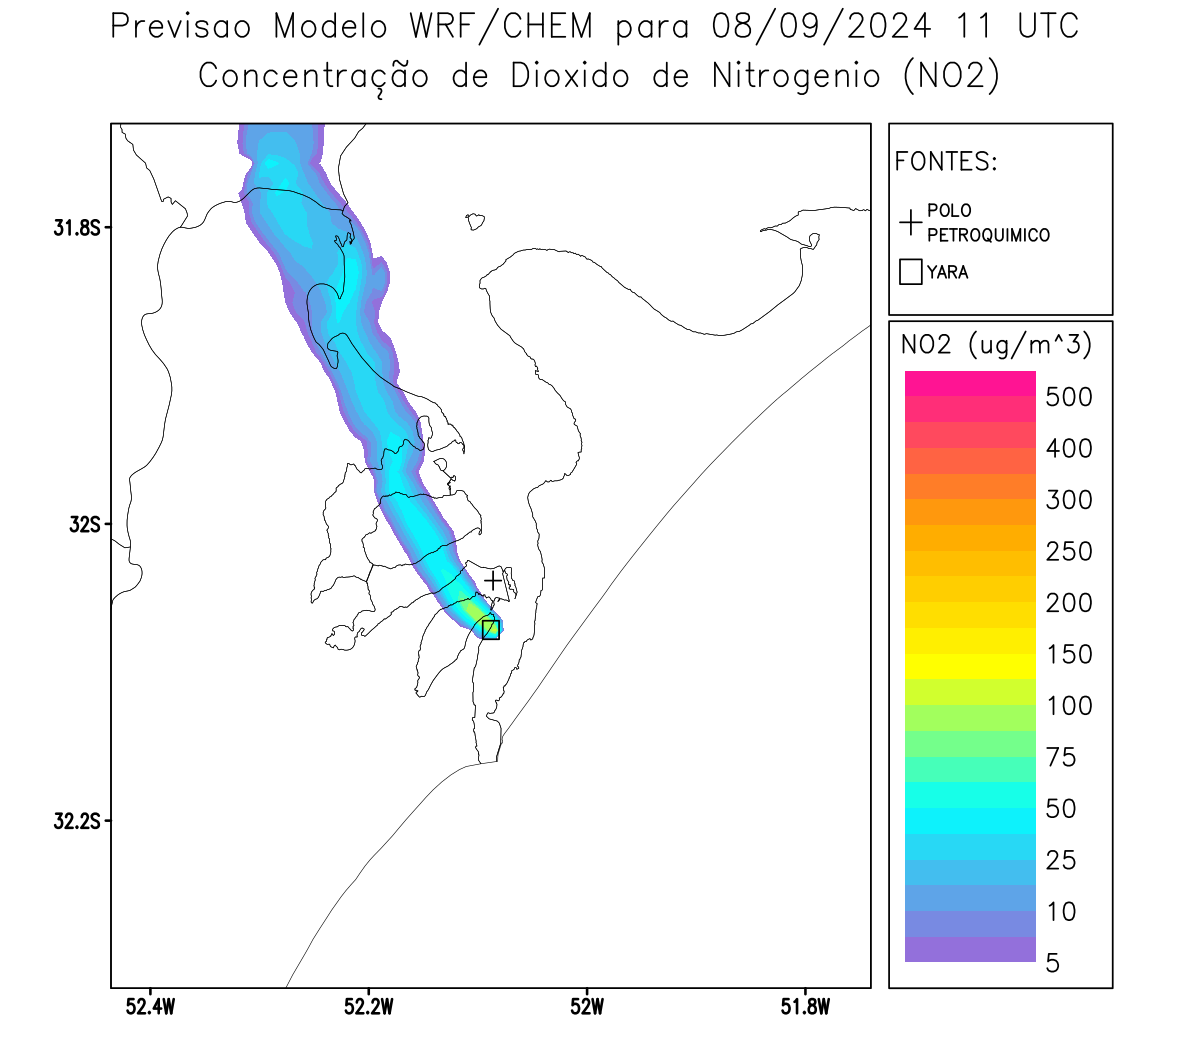 Previsao Modelo WRF/CHEM para 08/09/2024 11 UTC
Concentração de Dioxido de Nitrogenio (NO2)
FONTES:
POLO
PETROQUIMICO
YARA
NO2 (ug/m^3)
500
400
300
250
200
150
100
75
50
25
10
5
31.8S
32S
32.2S
52.4W
52.2W
52W
51.8W